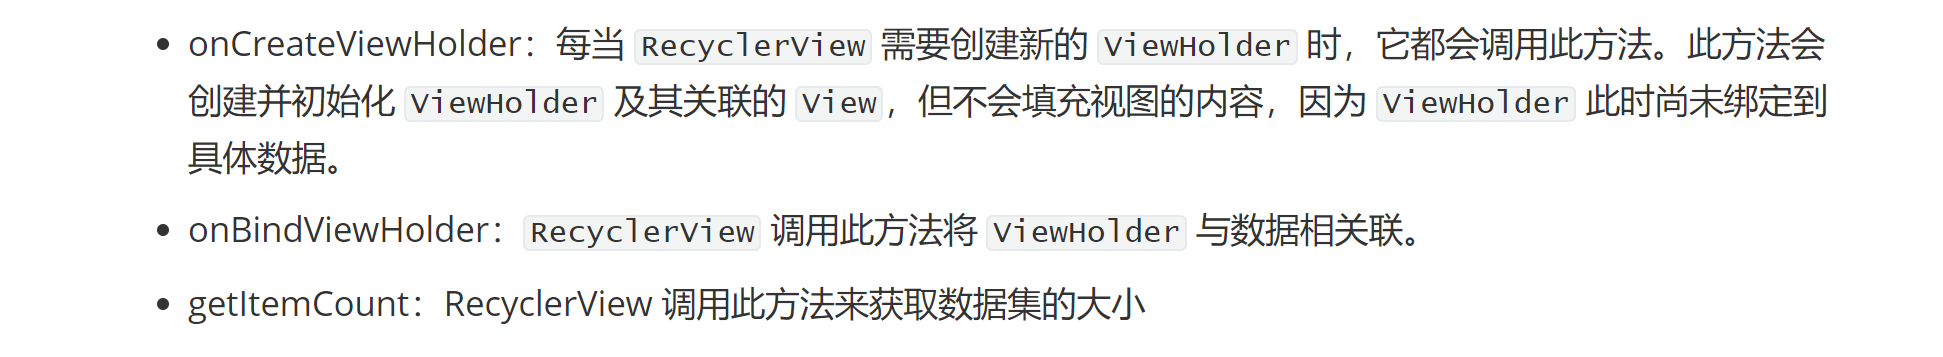 onCreateViewHolder：每当 RecyclerView 需要创建新的 ViewHolder 时，它都会调用此方法。此方法会
创建并初始化 ViewHolder 及其关联的 View，但不会填充视图的内容，因为 ViewHolder 此时尚未绑定到
具体数据。
onBindViewHolder：RecyclerView 调用此方法将 ViewHolder 与数据相关联。
getItemCount：RecyclerView 调用此方法来获取数据集的大小